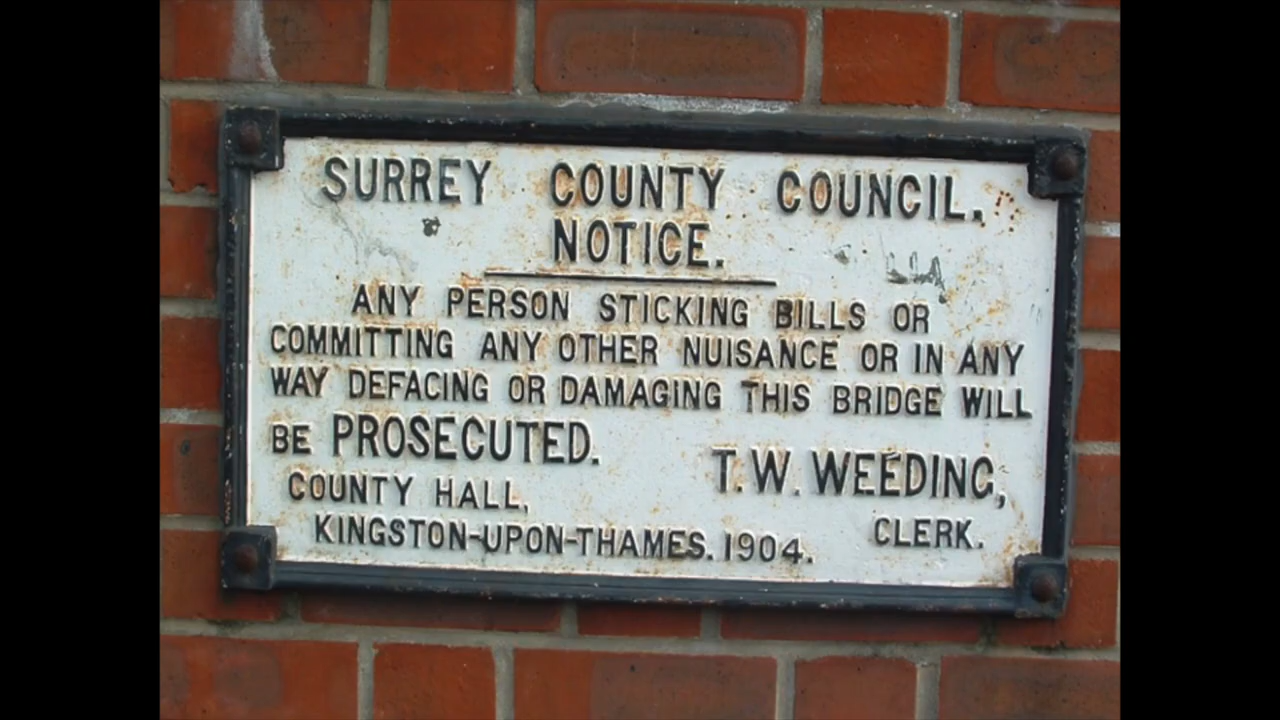 SURREY COUNTY COUNCIL.
NOTICE.
ANY PERSON STICKING BILLS OR
COMMITTING ANY OTHER NUISANCE OR IN ANY
WAY DEFACING OR DAMAGING THIS BRIDGE WILL
BE PROSECUTED.
T.W. WEEDING,
COUNTY HALL,
CLERK.
KINGSTON-UPON-THAMES. 1904.